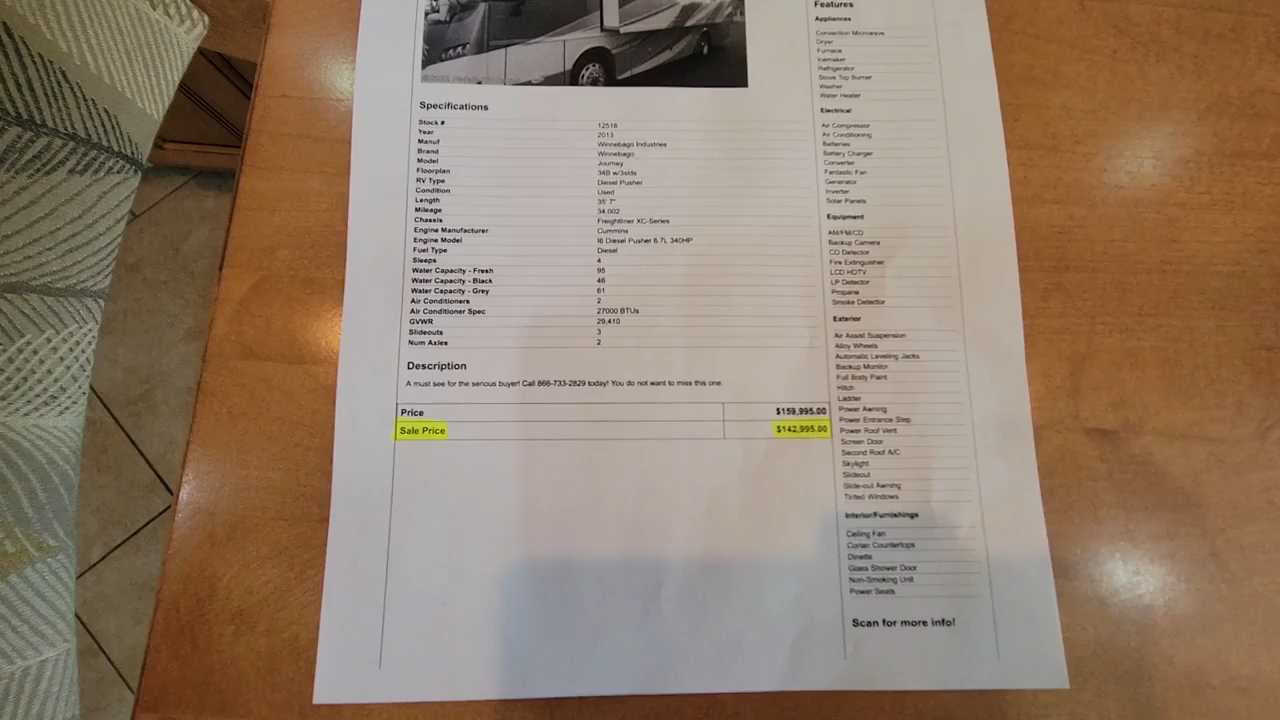 Specifications
Stock # 12518
Year 2013
Manuf Winnebago Industries
Brand Winnebago
Model Journey
Floorplan 34B w/3slds
RV Type Diesel Pusher
Condition Used
Length 35' 7"
Mileage 34,002
Chassis Freightliner XC-Series
Engine Manufacturer Cummins
Engine Model I6 Diesel Pusher 6.7L 340HP
Fuel Type Diesel
Sleeps 4
Water Capacity - Fresh 95
Water Capacity - Black 46
Water Capacity - Grey 61
Air Conditioners 2
Air Conditioner Spec 27000 BTUs
GVWR 29,410
Slideouts 3
Num Axles 2
Description
A must see for the serious buyer! Call 866-733-2829 today! You do not want to miss this one.
Price $159,995.00
Sale Price $142,995.00
Features
Appliances
Convection Microwave
Dryer
Furnace
Icemaker
Refrigerator
Stove Top Burner
Washer
Water Heater
Electrical
Air Compressor
Air Conditioning
Batteries
Battery Charger
Converter
Fantastic Fan
Generator
Inverter
Solar Panels
Equipment
AM/FM/CD
Backup Camera
CO Detector
Fire Extinguisher
LCD HDTV
LP Detector
Propane
Smoke Detector
Exterior
Air Assist Suspension
Alloy Wheels
Automatic Leveling Jacks
Backup Monitor
Full Body Paint
Hitch
Ladder
Power Awning
Power Entrance Step
Power Roof Vent
Screen Door
Second Roof A/C
Skylight
Slideout
Slide-out Awning
Tinted Windows
Interior/Furnishings
Ceiling Fan
Corian Countertops
Dinette
Glass Shower Door
Non-Smoking Unit
Power Seats
Scan for more info!